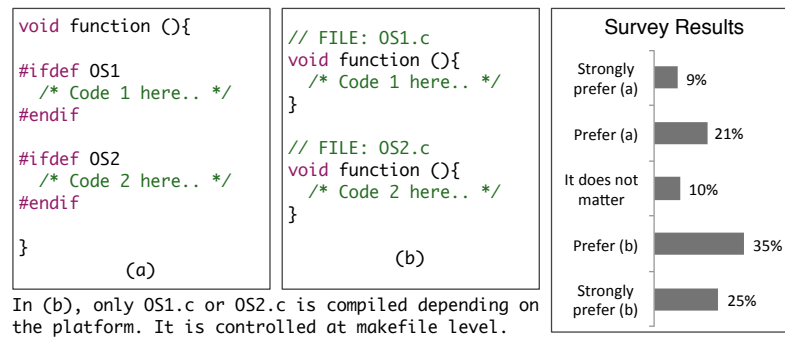 void function (){
#ifdef OS1
/* Code 1 here.. */
#endif
#ifdef OS2
/* Code 2 here.. */
#endif
}
(a)
// FILE: OS1.c
void function (){
/* Code 1 here.. */
}
// FILE: OS2.c
void function (){
/* Code 2 here.. */
}
(b)
In (b), only OS1.c or OS2.c is compiled depending on
the platform. It is controlled at makefile level.
Survey Results
Strongly
prefer (a)
9%
Prefer (a)
21%
It does not
matter
10%
Prefer (b)
35%
Strongly
prefer (b)
25%